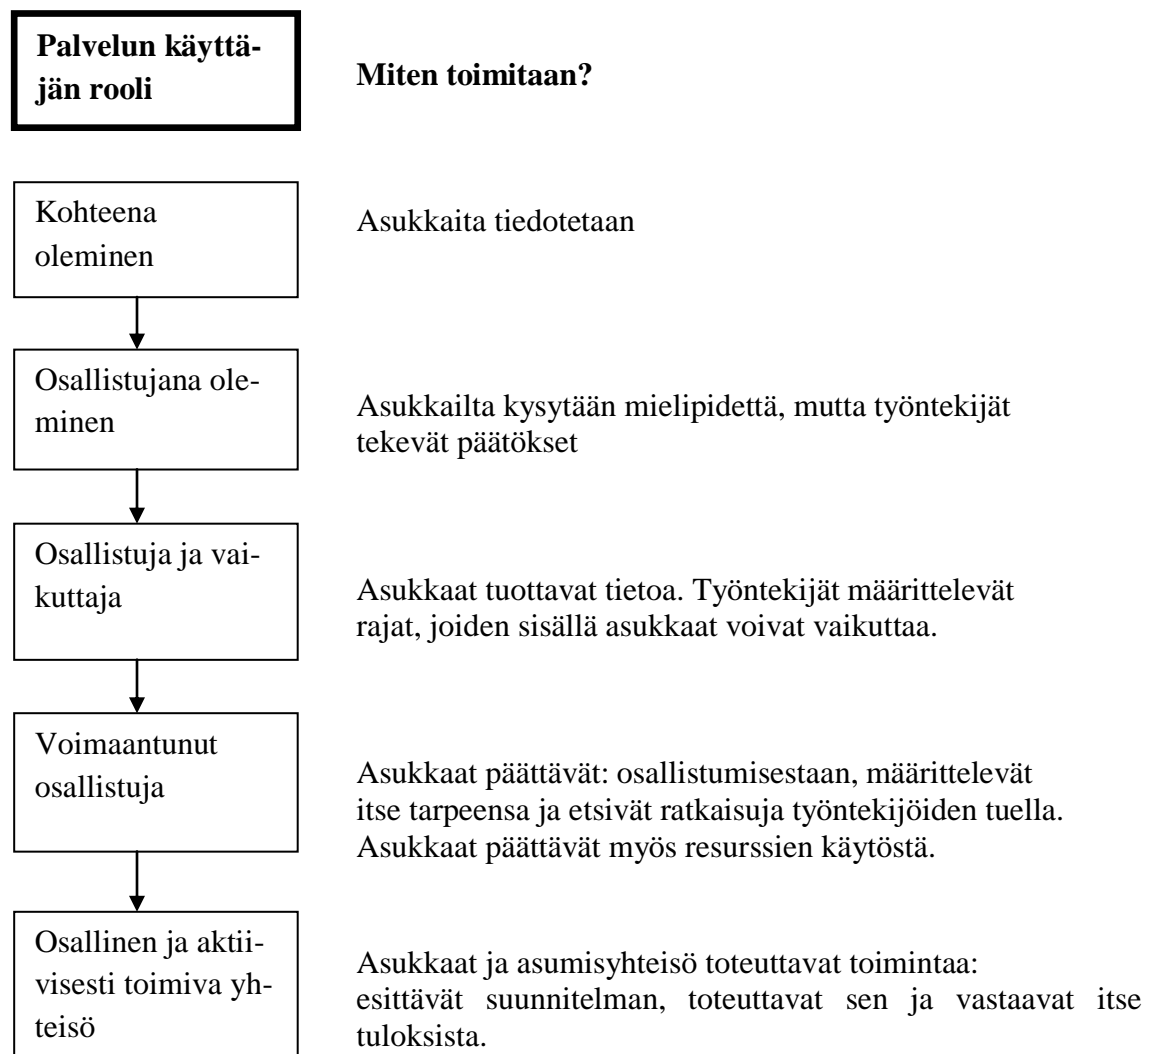 Palvelun käyttä-
jän rooli
Miten toimitaan?
Kohteena
oleminen
Asukkaita tiedotetaan
Osallistujana ole-
minen
Asukkailta kysytään mielipidettä, mutta työntekijät
tekevät päätökset
Osallistuja ja vai-
kuttaja
Asukkaat tuottavat tietoa. Työntekijät määrittelevät
rajat, joiden sisällä asukkaat voivat vaikuttaa.
Voimaantunut
osallistuja
Asukkaat päättävät: osallistumisestaan, määrittelevät
itse tarpeensa ja etsivät ratkaisuja työntekijöiden tuella.
Asukkaat päättävät myös resurssien käytöstä.
Osallinen ja aktii-
visesti toimiva yh-
teisö
Asukkaat ja asumisyhteisö toteuttavat toimintaa:
esittävät suunnitelman, toteuttavat sen ja vastaavat itse
tuloksista.